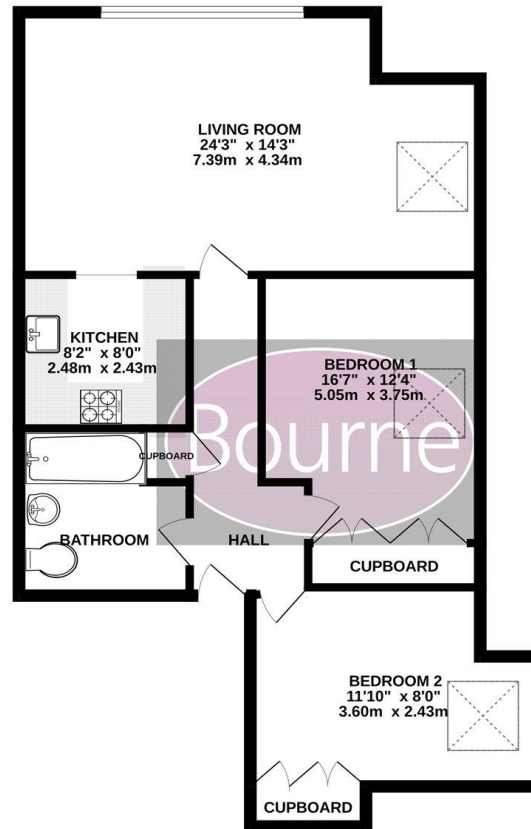 LIVING ROOM
24'3" x 14'3"
7.39m x 4.34m
KITCHEN
8'2" x 8'0"
2.48m x 2.43m
BEDROOM 1
16'7" x 12'4"
5.05m x 3.75m
Bourne
CUPBOARD
BATHROOM
HALL
CUPBOARD
BEDROOM 2
11'10" x 8'0"
3.60m x 2.43m
CUPBOARD